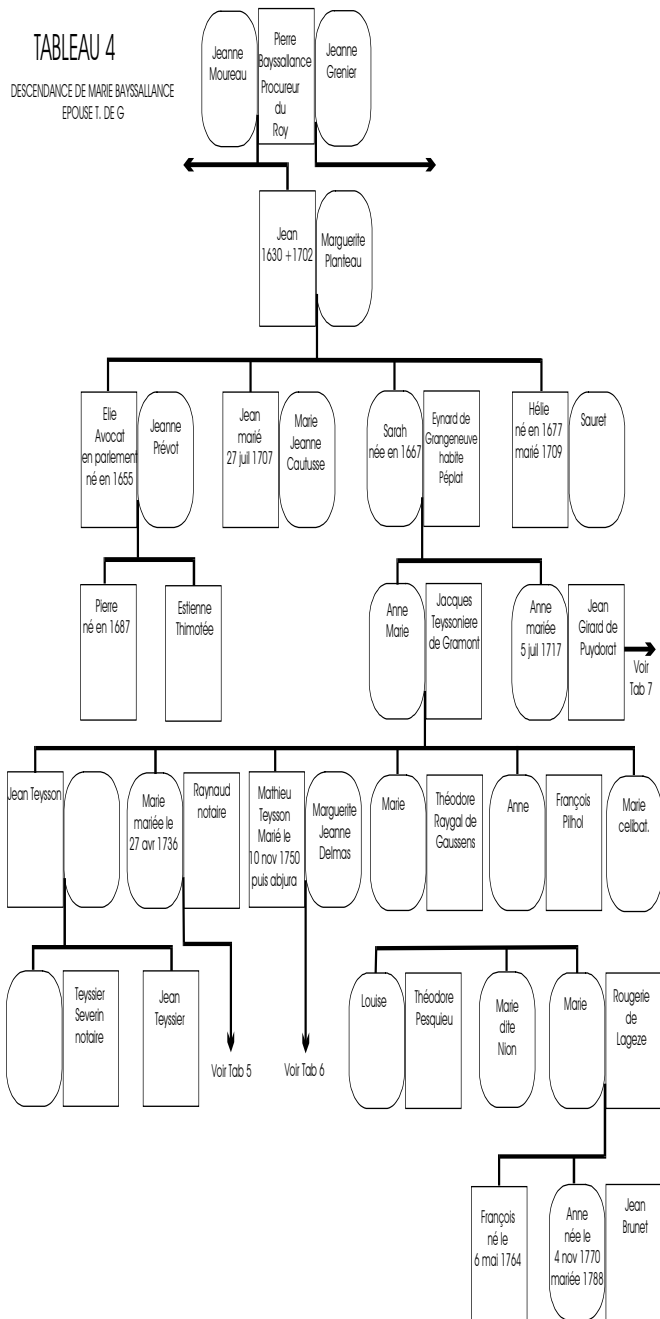 TABLEAU 4
DESCENDANCE DE MARIE BAYSSALLANCE
EPOUSE T. DE G
Jeanne
Moureau
Pierre
Bayssallance
Procureur
du
Roy
Jeanne
Grenier
Jean
1630 +1702
Marguerite
Planteau
Elie
Avocat
en parlement
né en 1655
Jeanne
Prévot
Jean
marié
27 juil 1707
Marie
Jeanne
Cautusse
Sarah
née en 1667
Eynard de
Grangeneuve
habite
Péplat
Hélie
né en 1677
marié 1709
Sauret
Pierre
né en 1687
Estienne
Thimotée
Anne
Marie
Jacques
Teyssoniere
de Gramont
Anne
mariée
5 juil 1717
Jean
Girard de
Puydorat
Voir
Tab 7
Jean Teysson
Marie
mariée le
27 avr 1736
Raynaud
notaire
Mathieu
Teysson
Marié le
10 nov 1750
puis abjura
Marguerite
Jeanne
Delmas
Marie
Théodore
Raygal de
Gaussens
Anne
François
Pilhol
Marie
celibat.
Teyssier
Severin
notaire
Jean
Teyssier
Voir Tab 5
Voir Tab 6
Louise
Théodore
Pesquieu
Marie
dite
Nion
Marie
Rougerie
de
Lageze
François
né le
6 mai 1764
Anne
née le
4 nov 1770
mariée 1788
Jean
Brunet